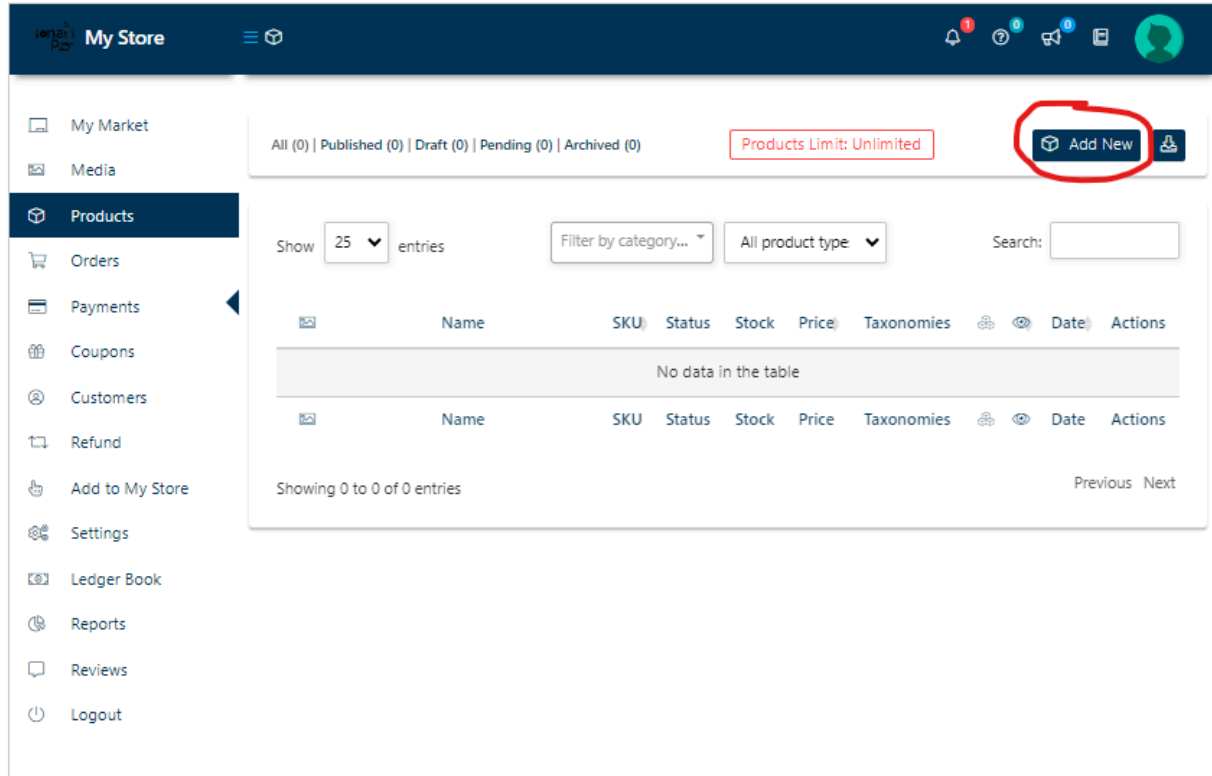 My Store
1 0 0
My Market
Media
Products
Orders
Payments
Coupons
Customers
Refund
Add to My Store
Settings
Ledger Book
Reports
Reviews
Logout
All (0) | Published (0) | Draft (0) | Pending (0) | Archived (0) Products Limit: Unlimited Add New
Show 25 entries Filter by category... All product type Search:
Name SKU Status Stock Price Taxonomies Date Actions
No data in the table
Name SKU Status Stock Price Taxonomies Date Actions
Showing 0 to 0 of 0 entries Previous Next